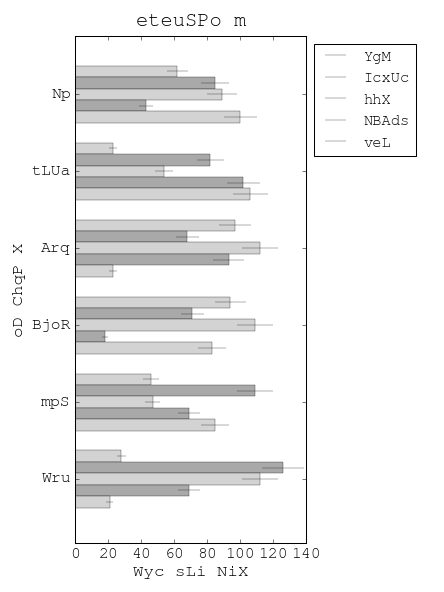 eteuSPo m
YgM
IcxUc
hhX
NBAds
veL
oD ChqP X
Np
tLUa
Arq
BjoR
mpS
Wru
0 20 40 60 80 100 120 140
Wyc sLi NiX